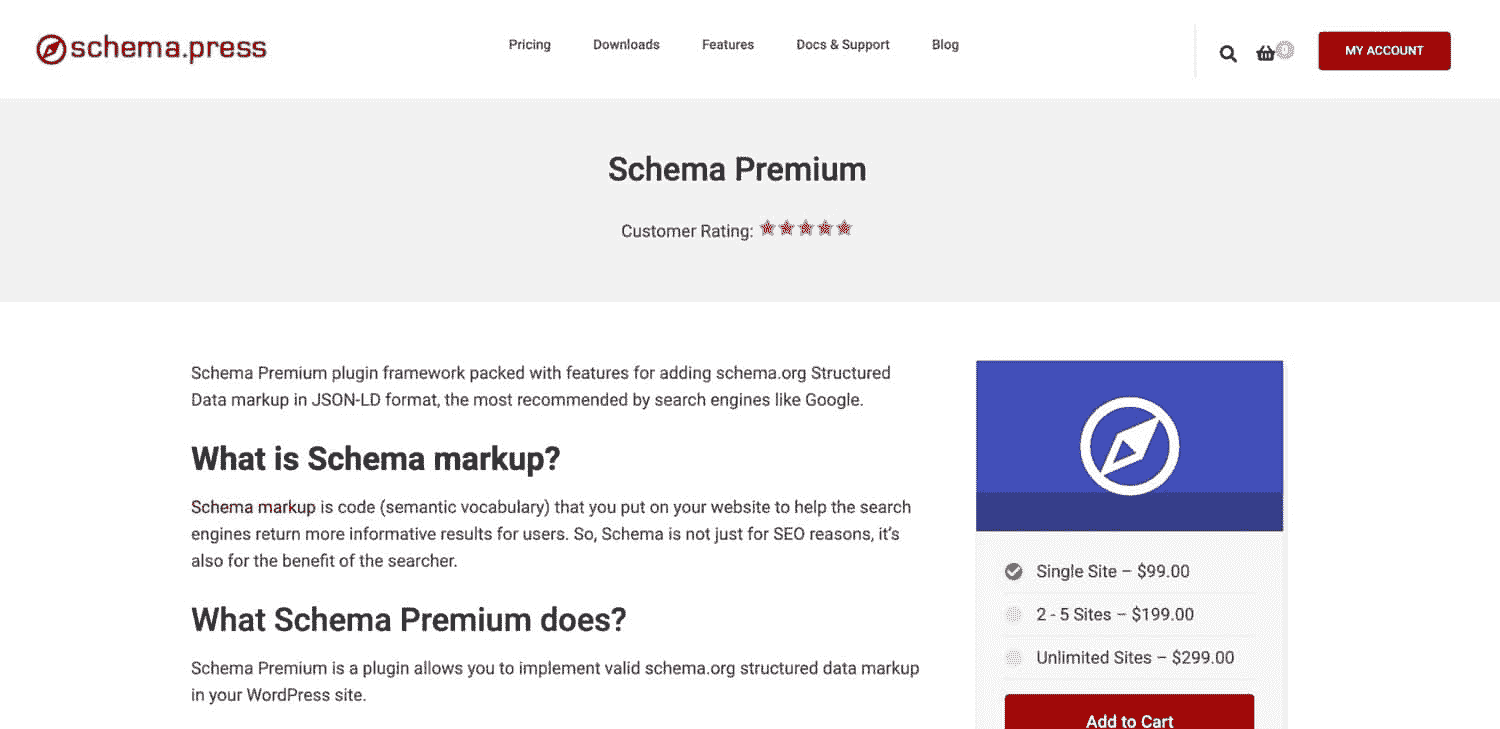 schema.press
Pricing
Downloads
Features
Docs & Support
Blog
MY ACCOUNT
Schema Premium
Customer Rating:
Schema Premium plugin framework packed with features for adding schema.org Structured
Data markup in JSON-LD format, the most recommended by search engines like Google.
What is Schema markup?
Schema markup is code (semantic vocabulary) that you put on your website to help the search
engines return more informative results for users. So, Schema is not just for SEO reasons, it’s
also for the benefit of the searcher.
What Schema Premium does?
Schema Premium is a plugin allows you to implement valid schema.org structured data markup
in your WordPress site.
Single Site – $99.00
2 - 5 Sites – $199.00
Unlimited Sites – $299.00
Add to Cart